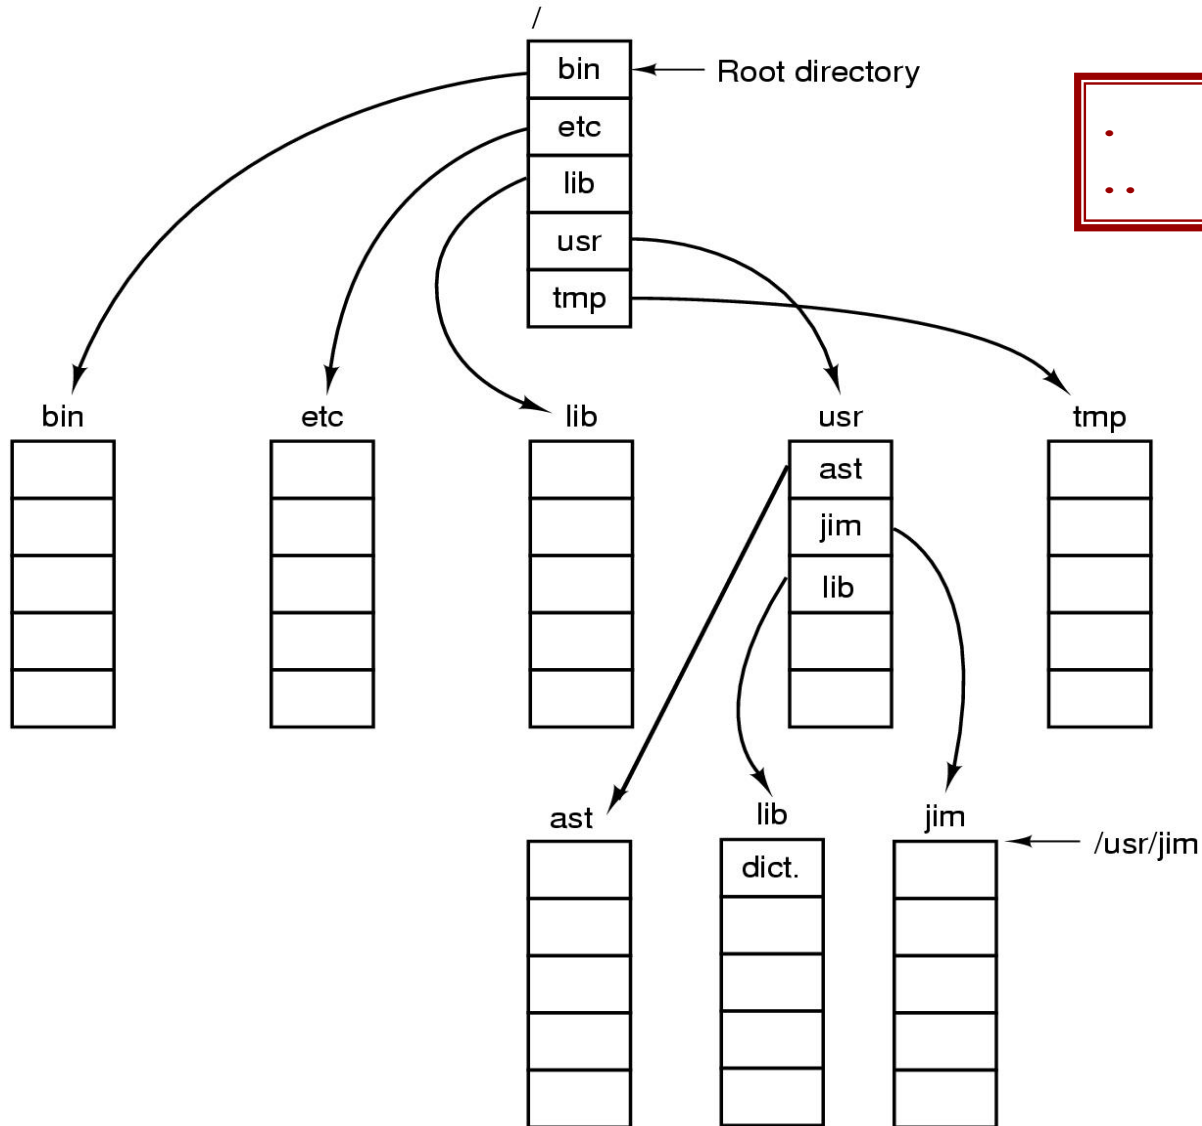 /
bin
Root directory
etc
lib
usr
tmp
.
..
bin
etc
lib
usr
tmp
ast
jim
lib
ast
lib
jim
dict.
/usr/jim